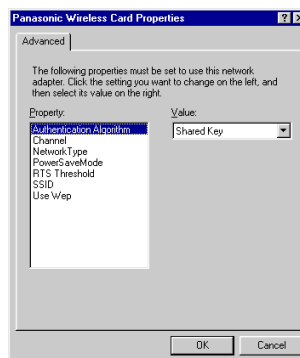 Panasonic Wireless Card Properties
Advanced
The following properties must be set to use this network
adapter. Click the setting you want to change on the left, and
then select its value on the right.
Property:
Authentication Algorithm
Channel
NetworkType
PowerSaveMode
RTS Threshold
SSID
Use Wep
Value:
Shared Key
OK
Cancel